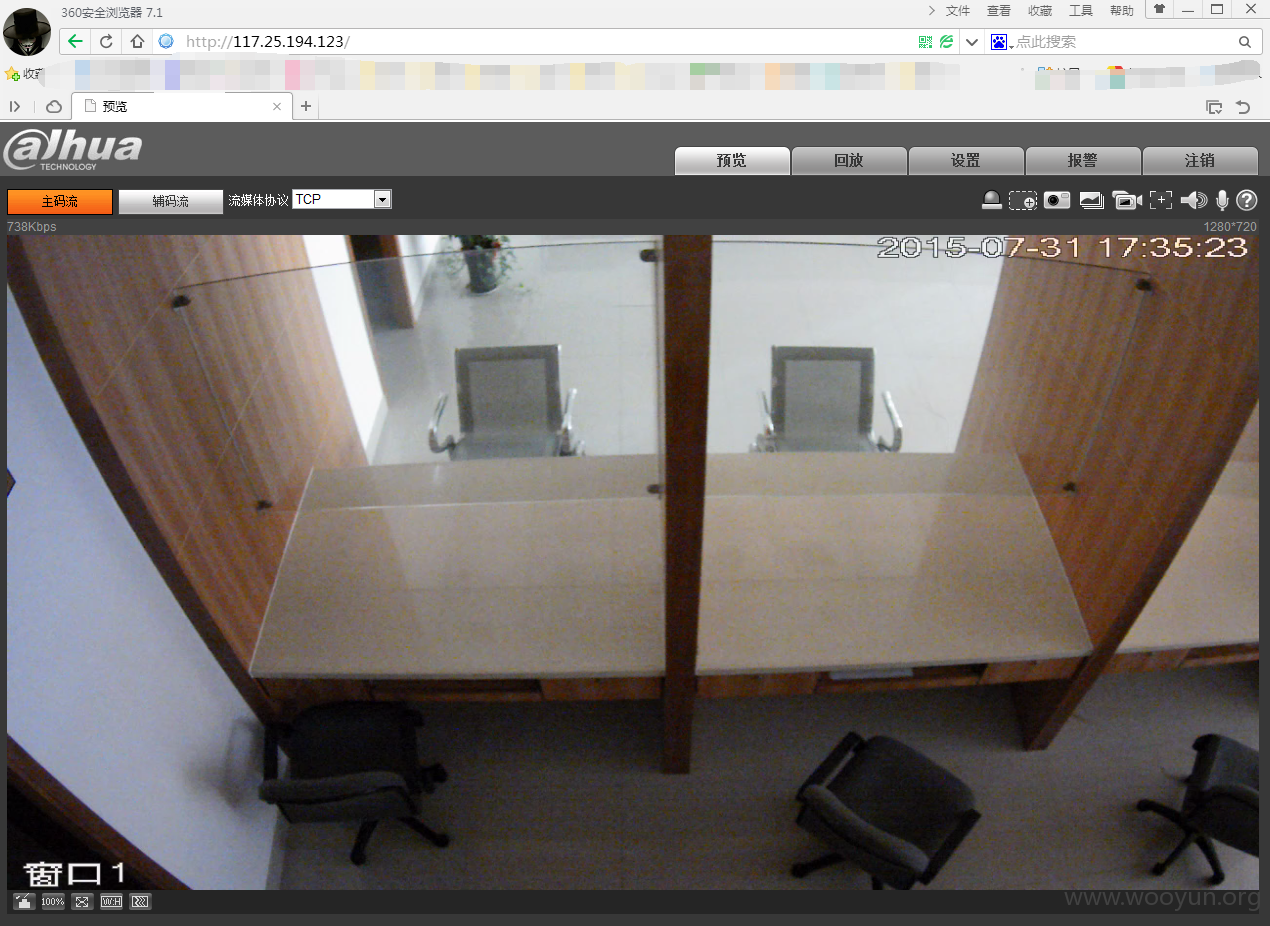 360安全浏览器 7.1
文件 查看 收藏 工具 帮助
http://117.25.194.123/
点此搜索
收藏
预览
alhua
TECHNOLOGY
预览 回放 设置 报警 注销
主码流 辅码流 流媒体协议 TCP
738Kbps 1280*720
2015-07-31 17:35:23
窗口1
100% W:H
www.wooyun.org